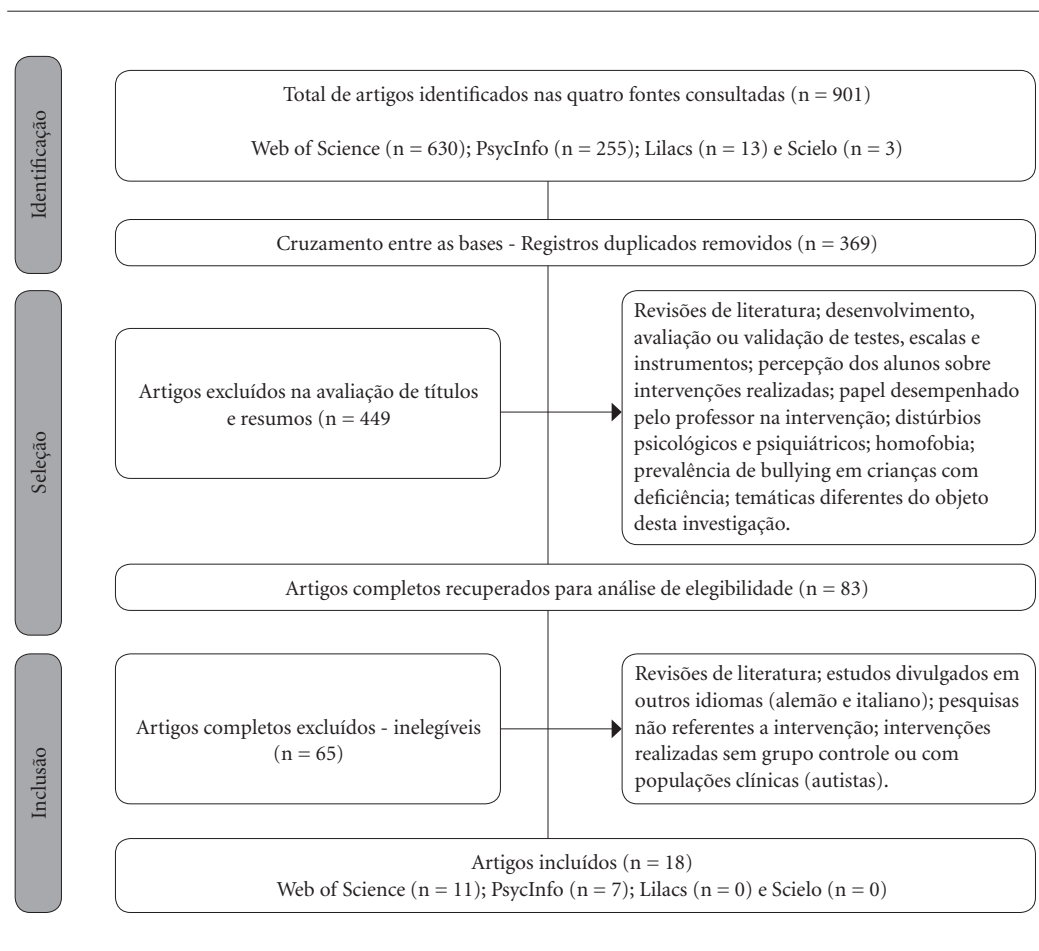 Identificação
Total de artigos identificados nas quatro fontes consultadas (n = 901)
Web of Science (n = 630); PsycInfo (n = 255); Lilacs (n = 13) e Scielo (n = 3)
Cruzamento entre as bases - Registros duplicados removidos (n = 369)
Seleção
Artigos excluídos na avaliação de títulos
e resumos (n = 449
Revisões de literatura; desenvolvimento,
avaliação ou validação de testes, escalas e
instrumentos; percepção dos alunos sobre
intervenções realizadas; papel desempenhado
pelo professor na intervenção; distúrbios
psicológicos e psiquiátricos; homofobia;
prevalência de bullying em crianças com
deficiência; temáticas diferentes do objeto
desta investigação.
Artigos completos recuperados para análise de elegibilidade (n = 83)
Inclusão
Artigos completos excluídos - inelegíveis
(n = 65)
Revisões de literatura; estudos divulgados em
outros idiomas (alemão e italiano); pesquisas
não referentes a intervenção; intervenções
realizadas sem grupo controle ou com
populações clínicas (autistas).
Artigos incluídos (n = 18)
Web of Science (n = 11); PsycInfo (n = 7); Lilacs (n = 0) e Scielo (n = 0)